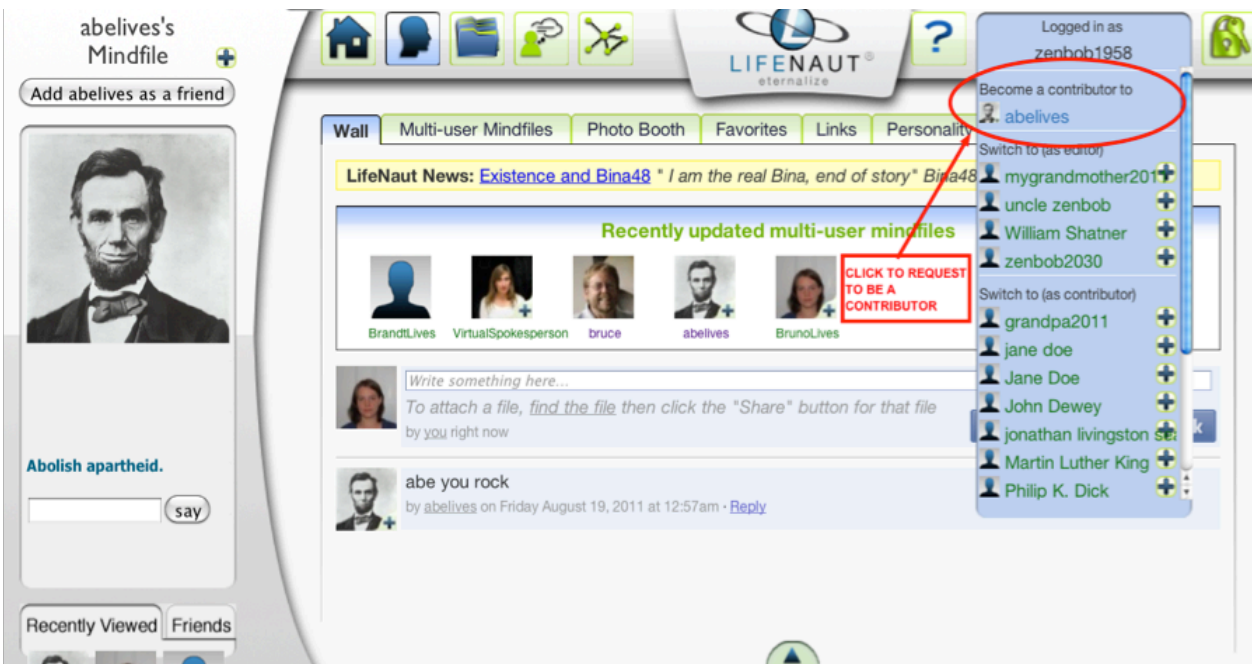 abelives's
Mindfile
Add abelives as a friend
Abolish apartheid.
say
Recently Viewed
Friends
LIFENAUT®
eternalize
?
Logged in as
zenbob1958
Become a contributor to
abelives
Switch to (as editor)
mygrandmother201
uncle zenbob
William Shatner
zenbob2030
Switch to (as contributor)
grandpa2011
jane doe
Jane Doe
John Dewey
jonathan livingston
Martin Luther King
Philip K. Dick
Wall
Multi-user Mindfiles
Photo Booth
Favorites
Links
Personality
LifeNaut News: Existence and Bina48 " I am the real Bina, end of story" Bina48
Recently updated multi-user mindfiles
BrandtLives
VirtualSpokesperson
bruce
abelives
BrunoLives
CLICK TO REQUEST
TO BE A
CONTRIBUTOR
Write something here...
To attach a file, find the file then click the "Share" button for that file
by you right now
k
abe you rock
by abelives on Friday August 19, 2011 at 12:57am · Reply